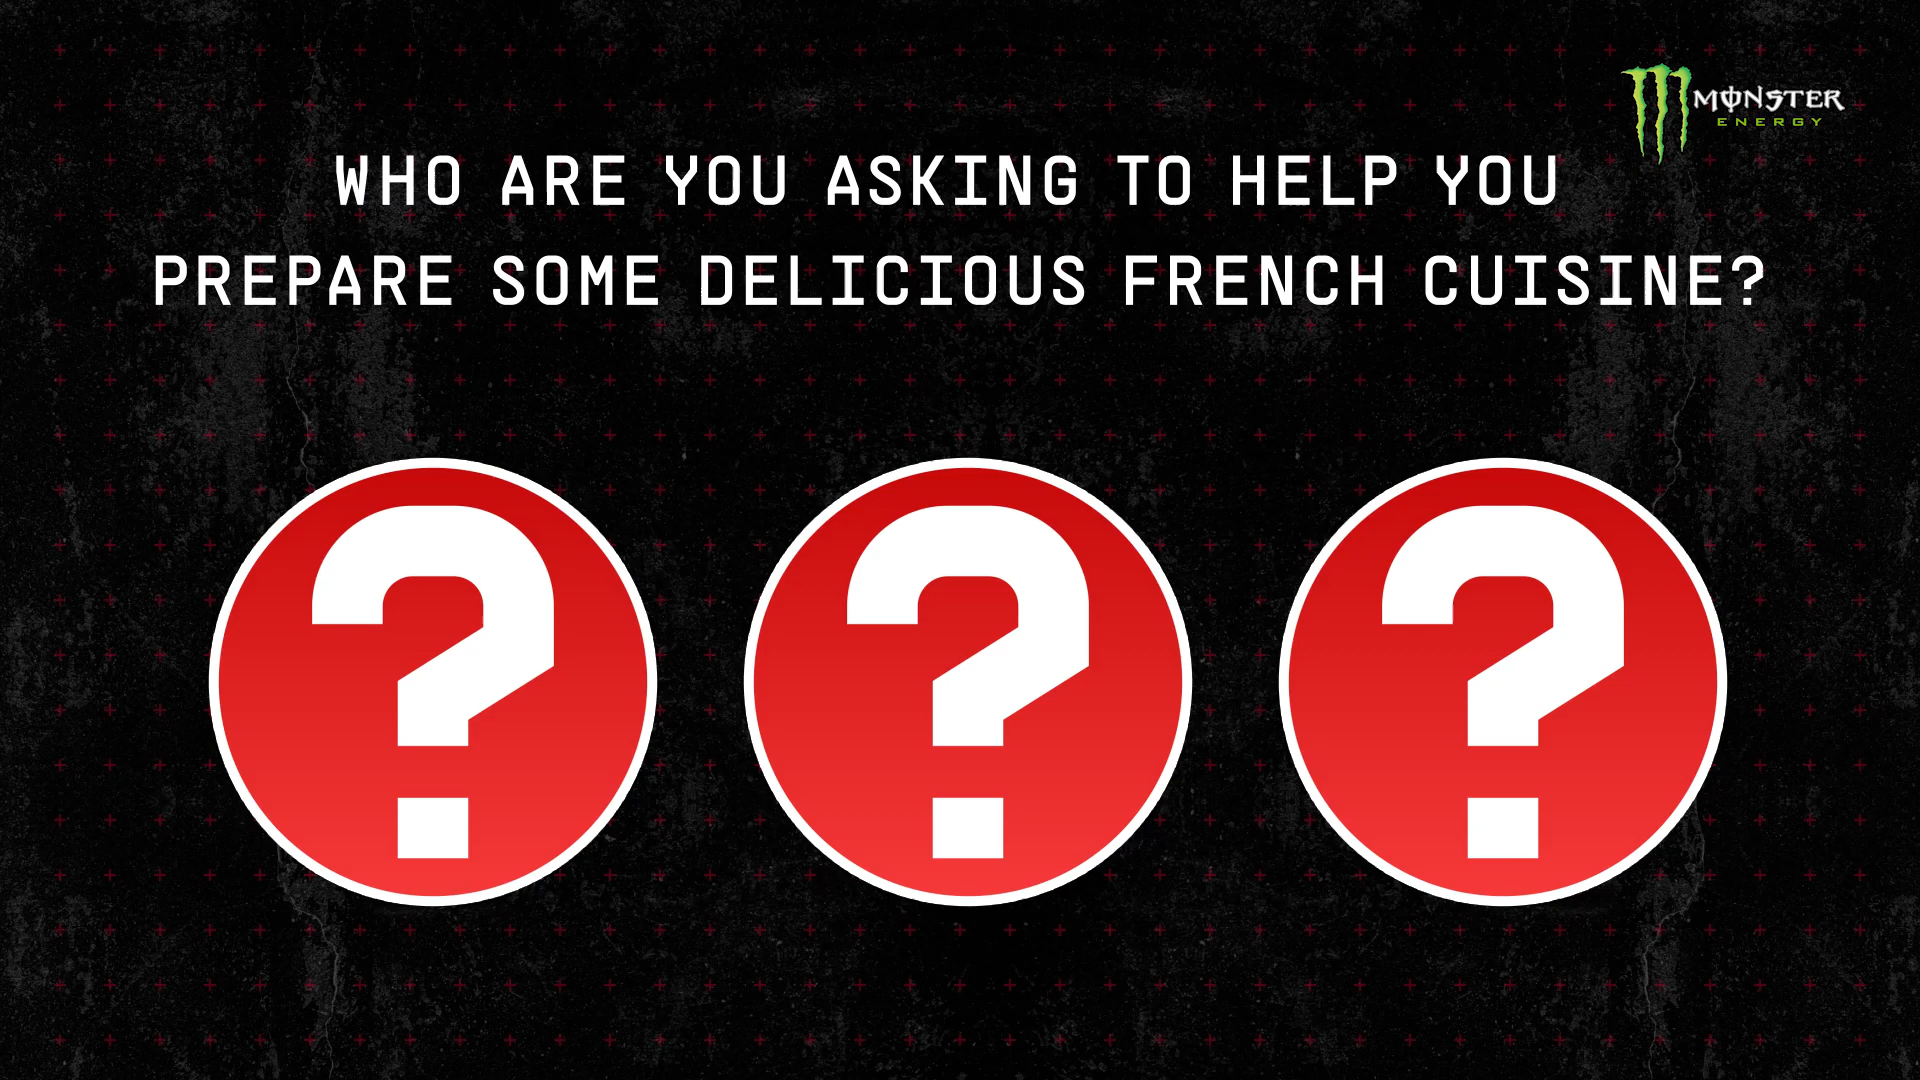 MONSTER
ENERGY
WHO ARE YOU ASKING TO HELP YOU
PREPARE SOME DELICIOUS FRENCH CUISINE?
? ? ?